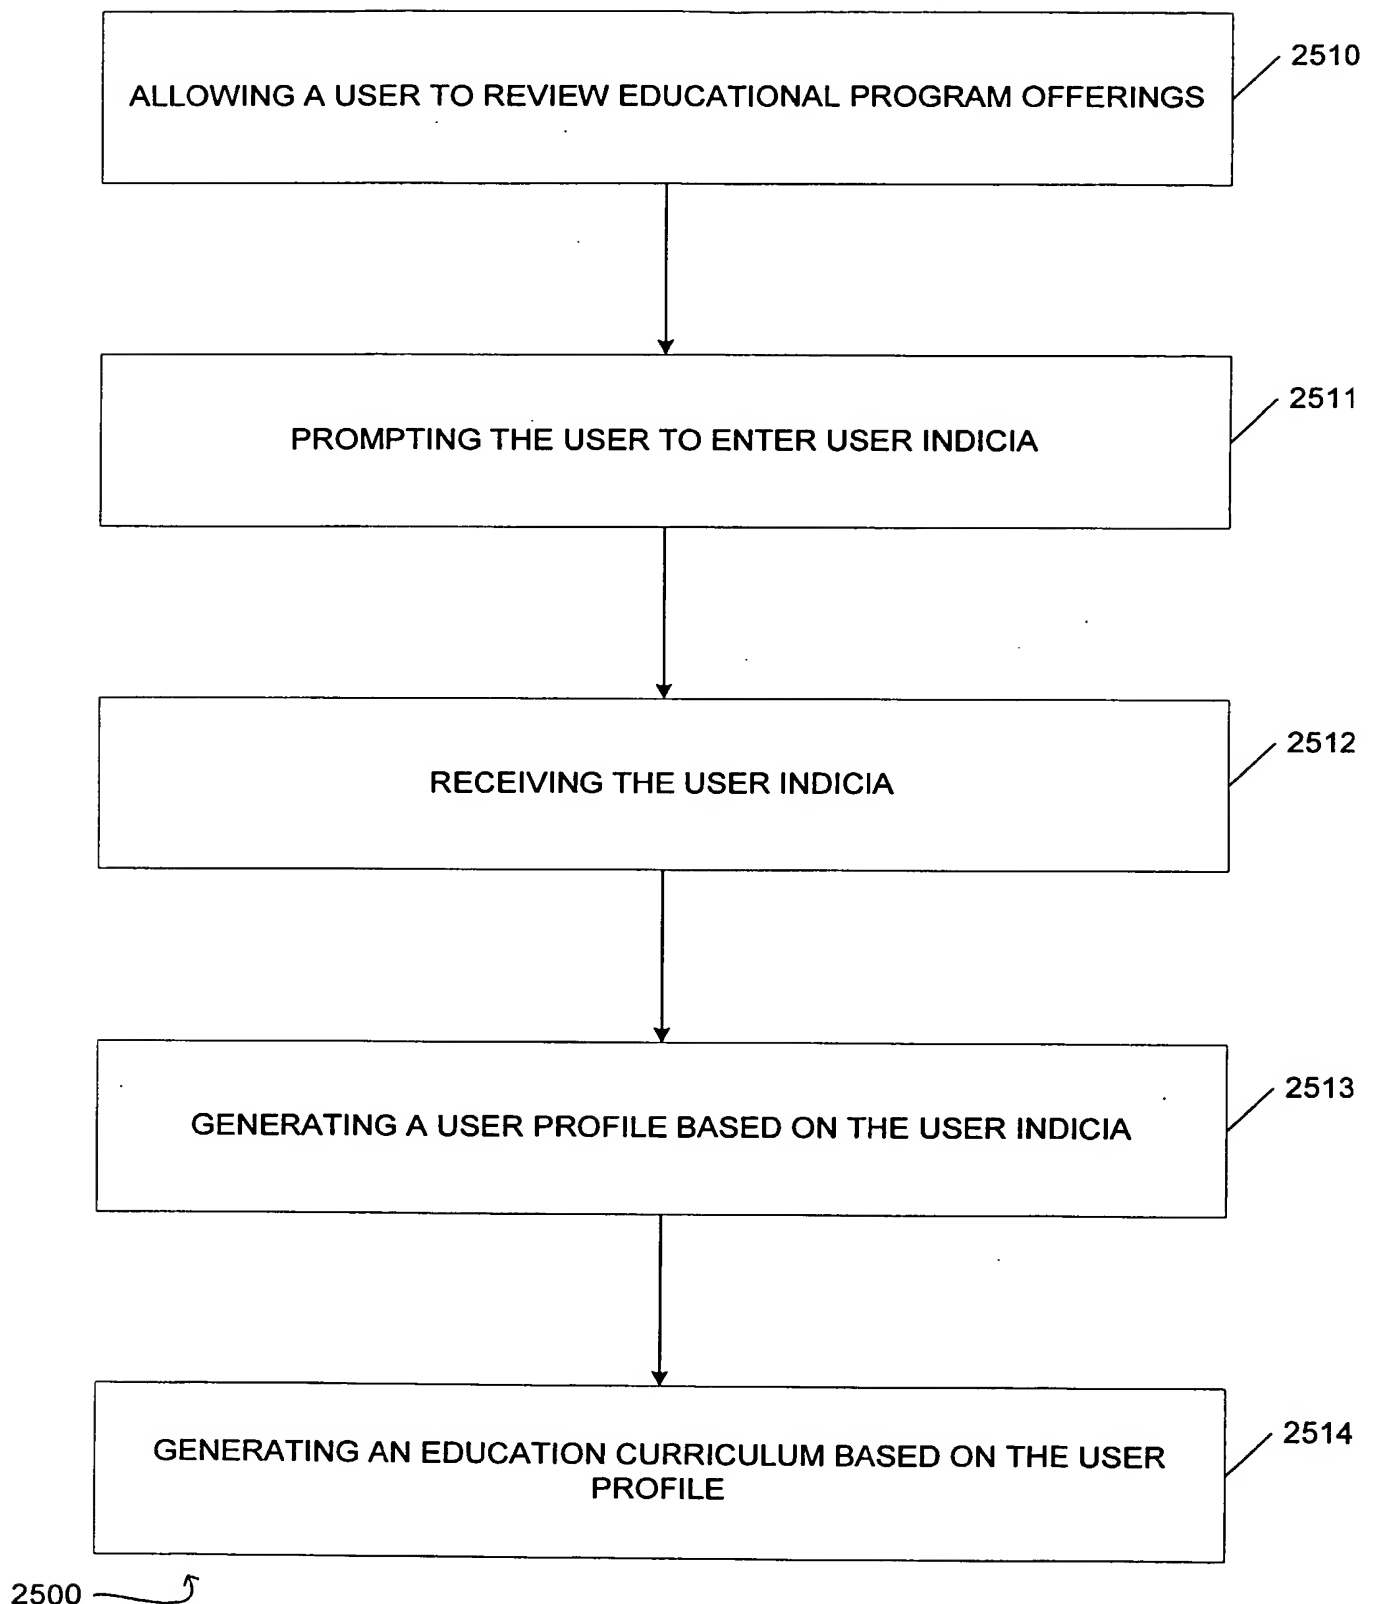 ALLOWING A USER TO REVIEW EDUCATIONAL PROGRAM OFFERINGS
2510
PROMPTING THE USER TO ENTER USER INDICIA
2511
RECEIVING THE USER INDICIA
2512
GENERATING A USER PROFILE BASED ON THE USER INDICIA
2513
GENERATING AN EDUCATION CURRICULUM BASED ON THE USER
PROFILE
2514
2500